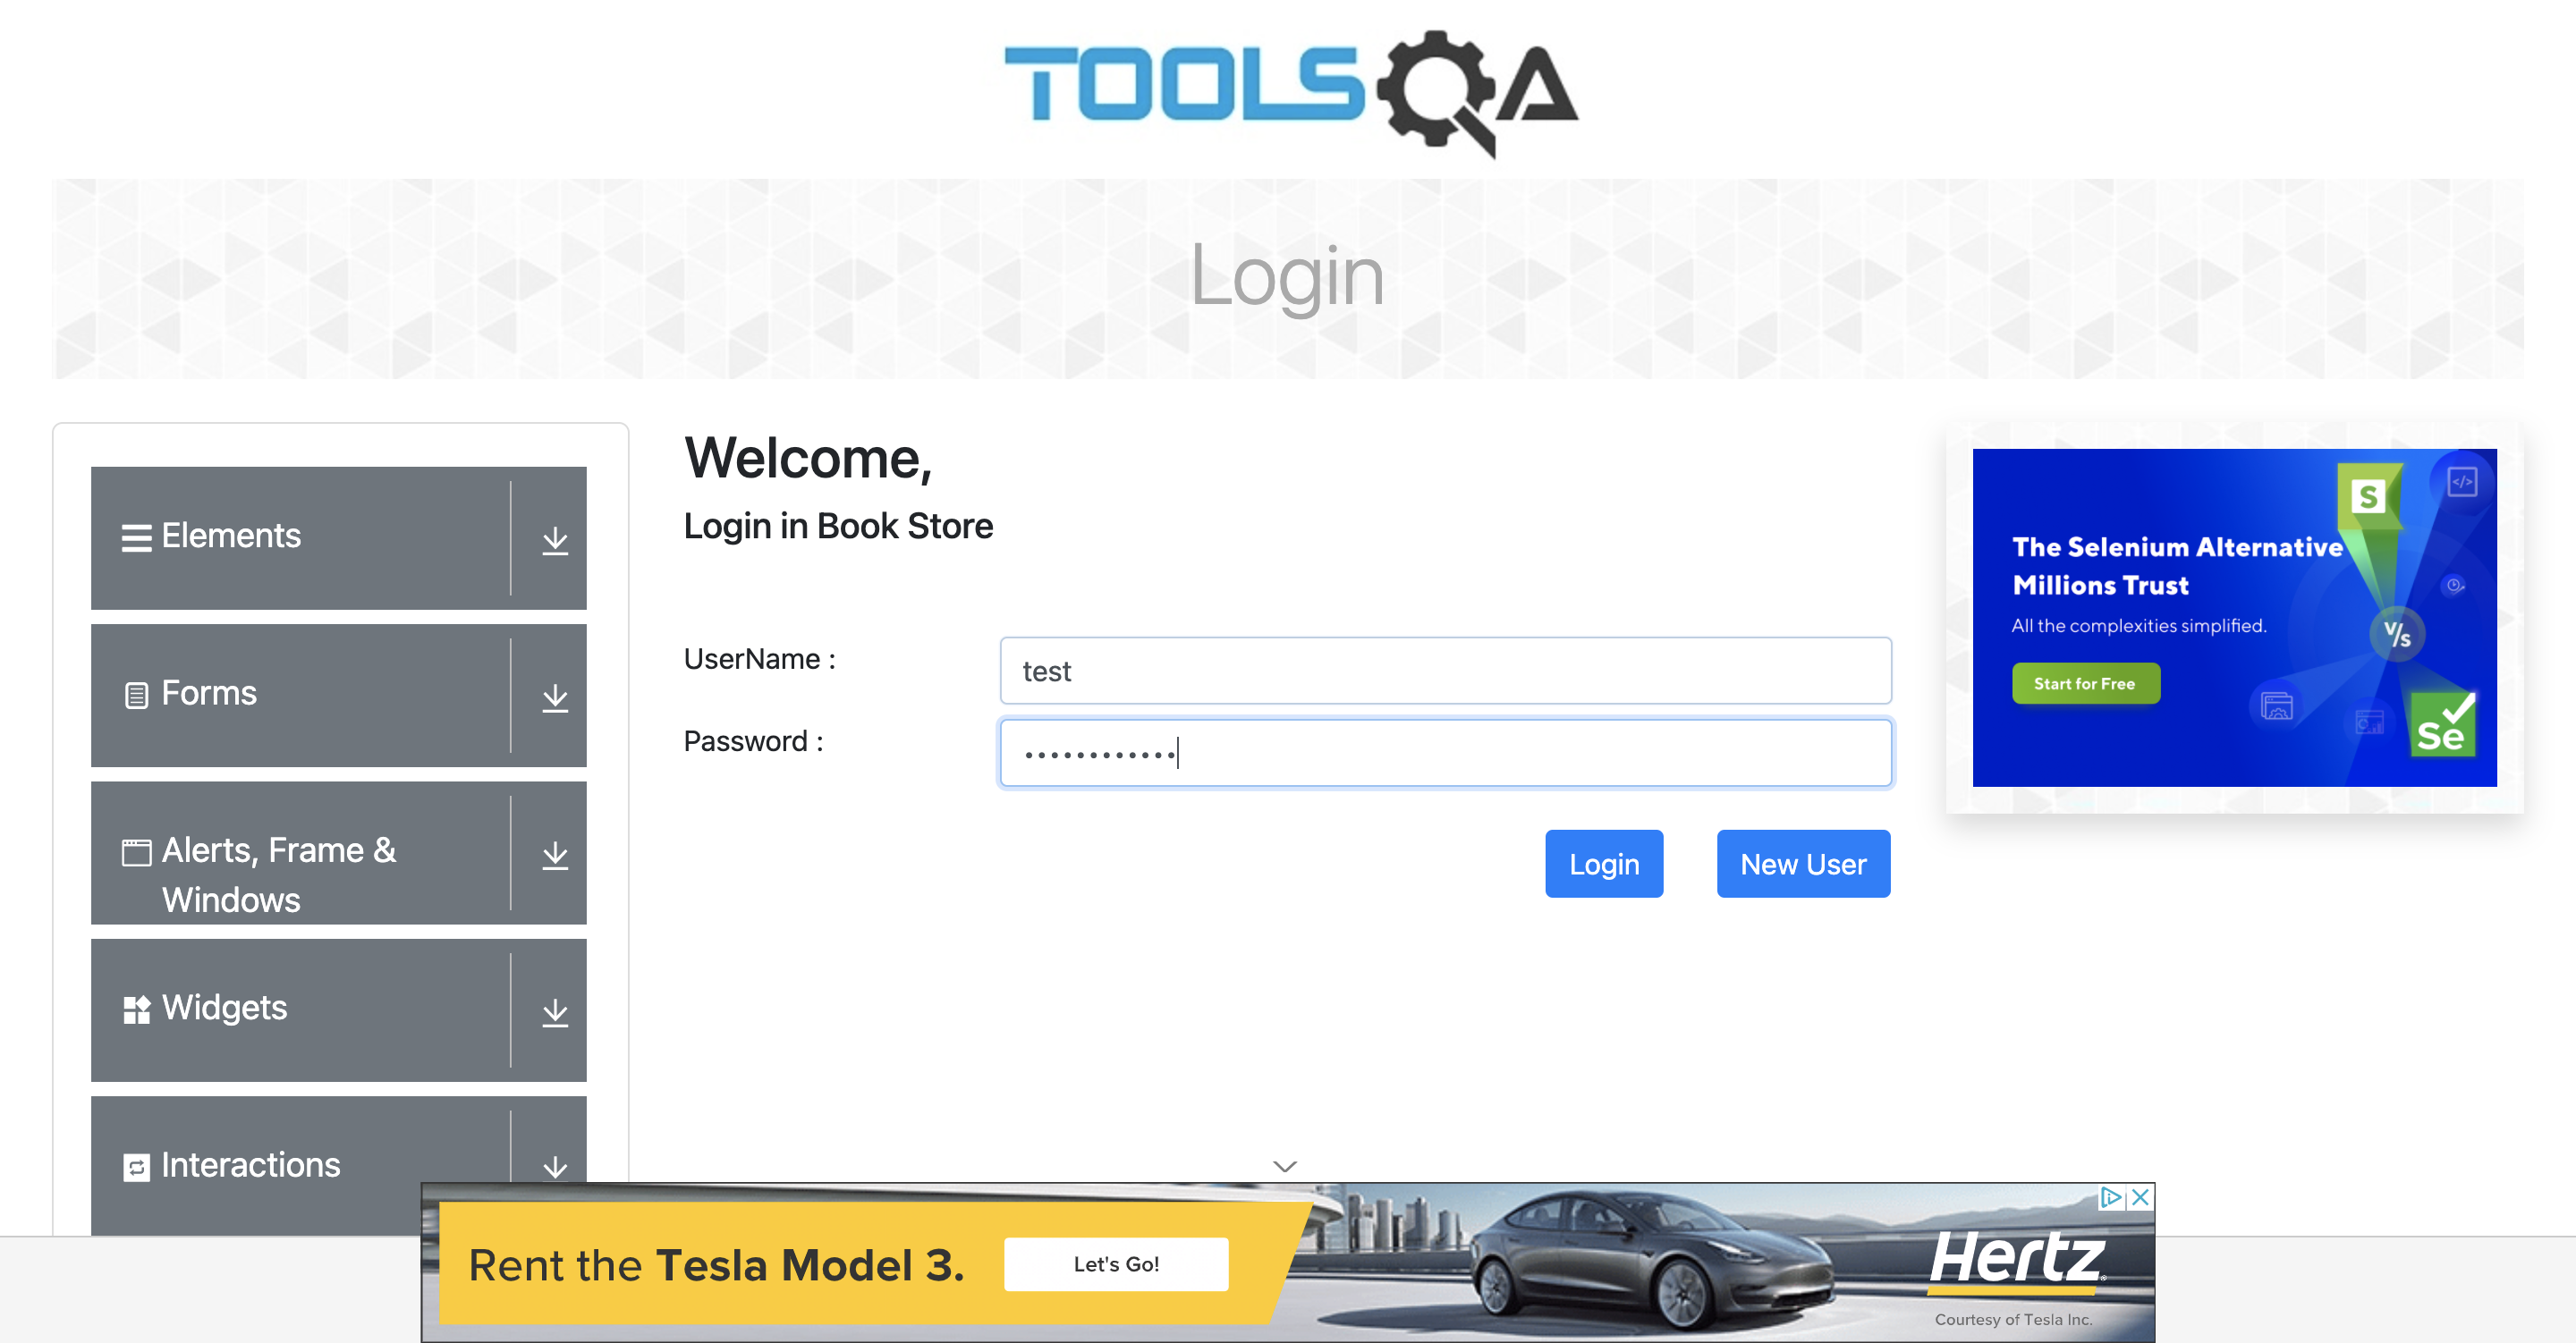 TOOLSQA
Login
Elements
Forms
Alerts, Frame &
Windows
Widgets
Interactions
Welcome,
Login in Book Store
UserName :
test
Password :
••••••••••••
Login
New User
S
</>
The Selenium Alternative
Millions Trust
All the complexities simplified.
V/s
Start for Free
Se
Rent the Tesla Model 3.
Let's Go!
Hertz
Courtesy of Tesla Inc.